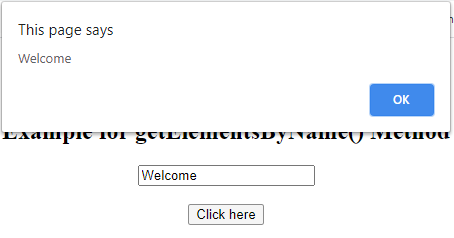 This page says
Welcome
OK
Example for getElementsByName() Method
Welcome
Click here